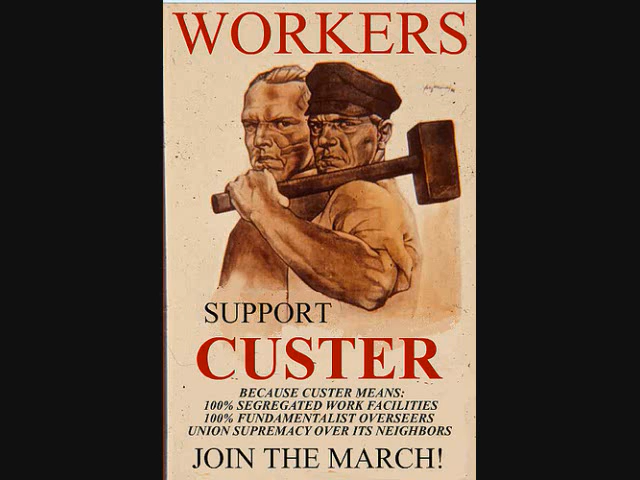 WORKERS
SUPPORT
CUSTER
BECAUSE CUSTER MEANS:
100% SEGREGATED WORK FACILITIES
100% FUNDAMENTALIST OVERSEERS
UNION SUPREMACY OVER ITS NEIGHBORS
JOIN THE MARCH!